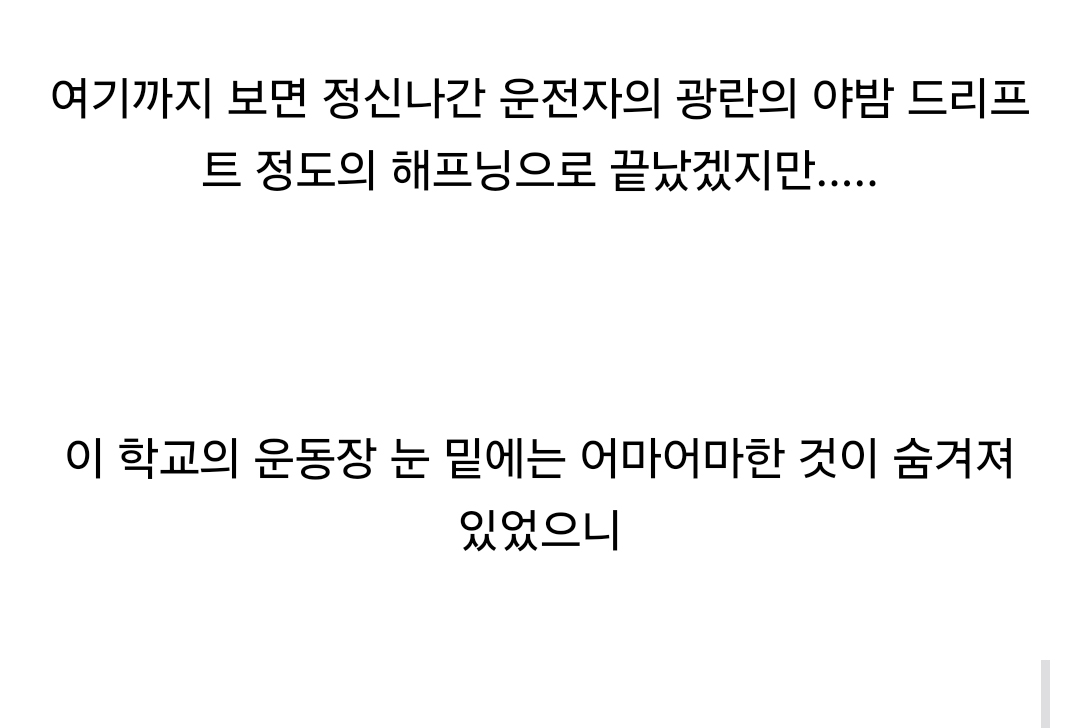 여기까지 보면 정신나간 운전자의 광란의 야밤 드리프
트 정도의 해프닝으로 끝났겠지만.....
이 학교의 운동장 눈 밑에는 어마어마한 것이 숨겨져
있었으니